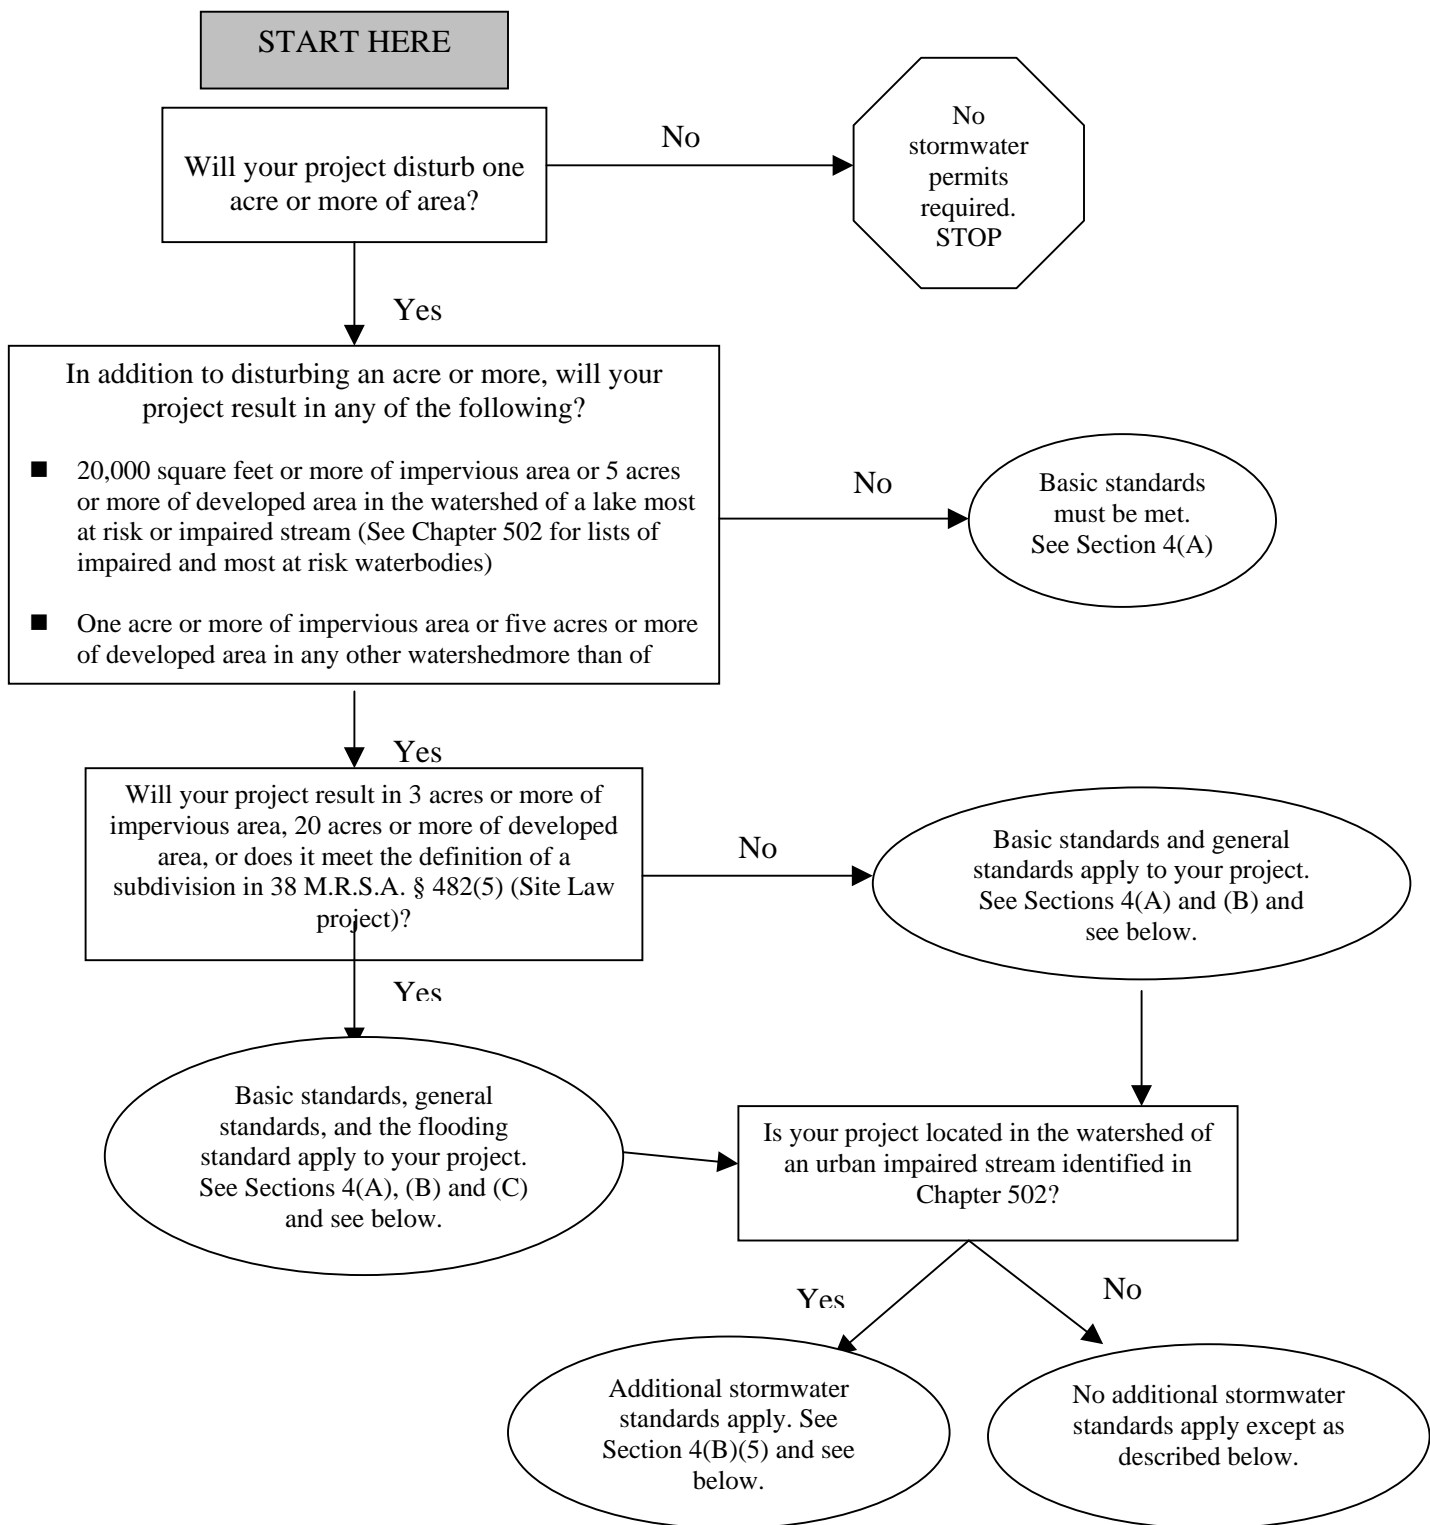 START HERE
Will your project disturb one
acre or more of area?
No
No
stormwater
permits
required.
STOP
Yes
In addition to disturbing an acre or more, will your
project result in any of the following?
■ 20,000 square feet or more of impervious area or 5 acres
or more of developed area in the watershed of a lake most
at risk or impaired stream (See Chapter 502 for lists of
impaired and most at risk waterbodies)
■ One acre or more of impervious area or five acres or more
of developed area in any other watershedmore than of
No
Basic standards
must be met.
See Section 4(A)
Yes
Will your project result in 3 acres or more of
impervious area, 20 acres or more of developed
area, or does it meet the definition of a
subdivision in 38 M.R.S.A. § 482(5) (Site Law
project)?
No
Basic standards and general
standards apply to your project.
See Sections 4(A) and (B) and
see below.
Yes
Basic standards, general
standards, and the flooding
standard apply to your project.
See Sections 4(A), (B) and (C)
and see below.
Is your project located in the watershed of
an urban impaired stream identified in
Chapter 502?
Yes
No
Additional stormwater
standards apply. See
Section 4(B)(5) and see
below.
No additional stormwater
standards apply except as
described below.